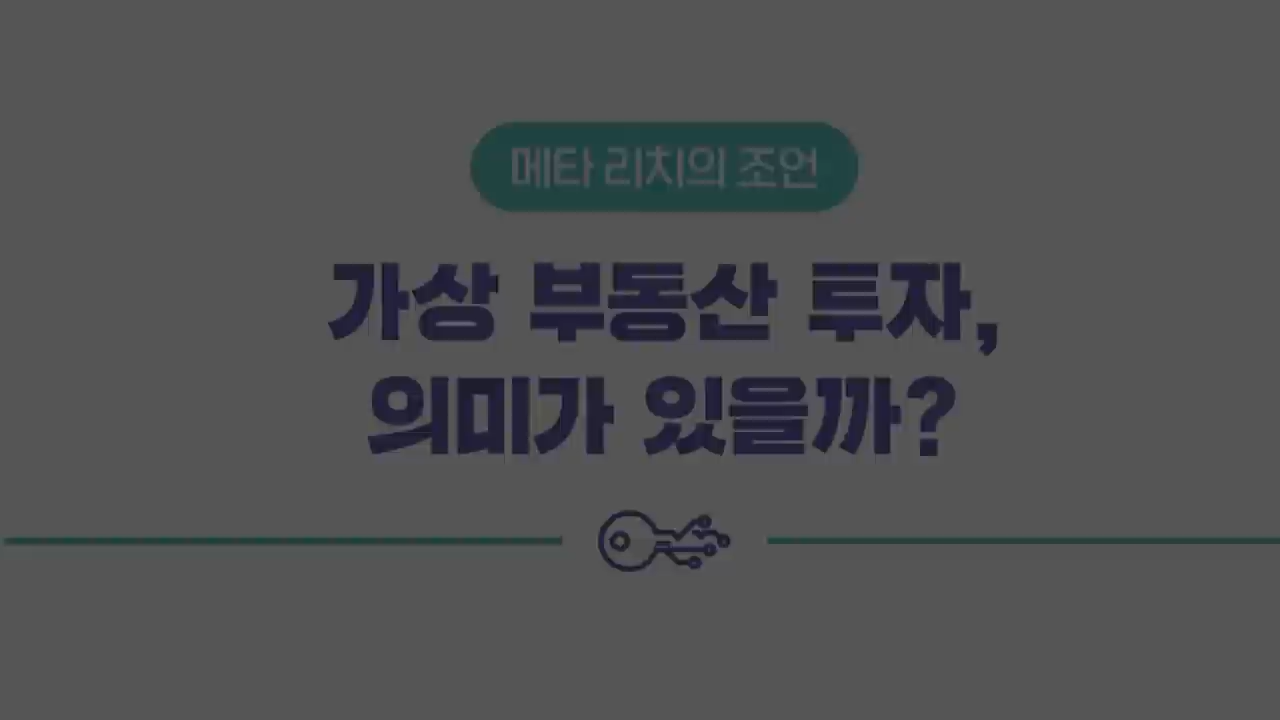 메타 리치의 조언
가상 부동산 투자,
의미가 있을까?